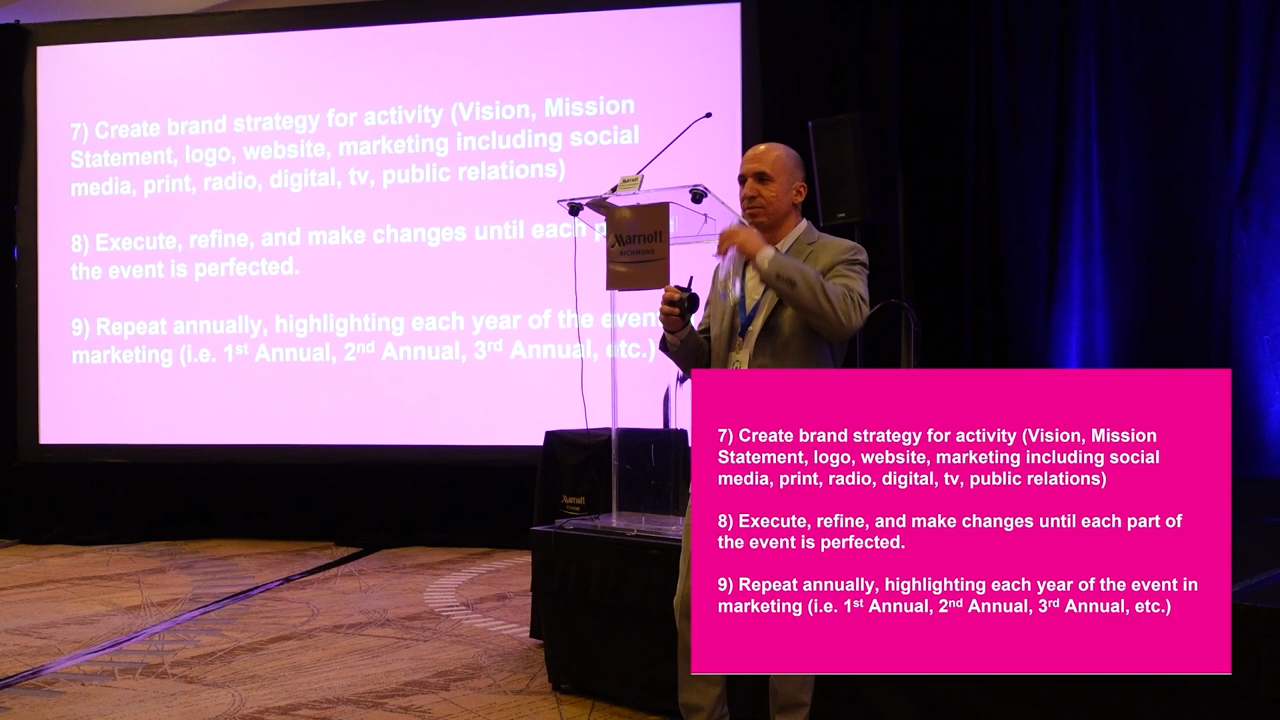 7) Create brand strategy for activity (Vision, Mission
Statement, logo, website, marketing including social
media, print, radio, digital, tv, public relations)
8) Execute, refine, and make changes until each p
the event is perfected.
9) Repeat annually, highlighting each year of the event
marketing (i.e. 1st Annual, 2nd Annual, 3rd Annual, etc.)
Marriott
RICHMOND
Marriott
7) Create brand strategy for activity (Vision, Mission
Statement, logo, website, marketing including social
media, print, radio, digital, tv, public relations)
8) Execute, refine, and make changes until each part of
the event is perfected.
9) Repeat annually, highlighting each year of the event in
marketing (i.e. 1st Annual, 2nd Annual, 3rd Annual, etc.)